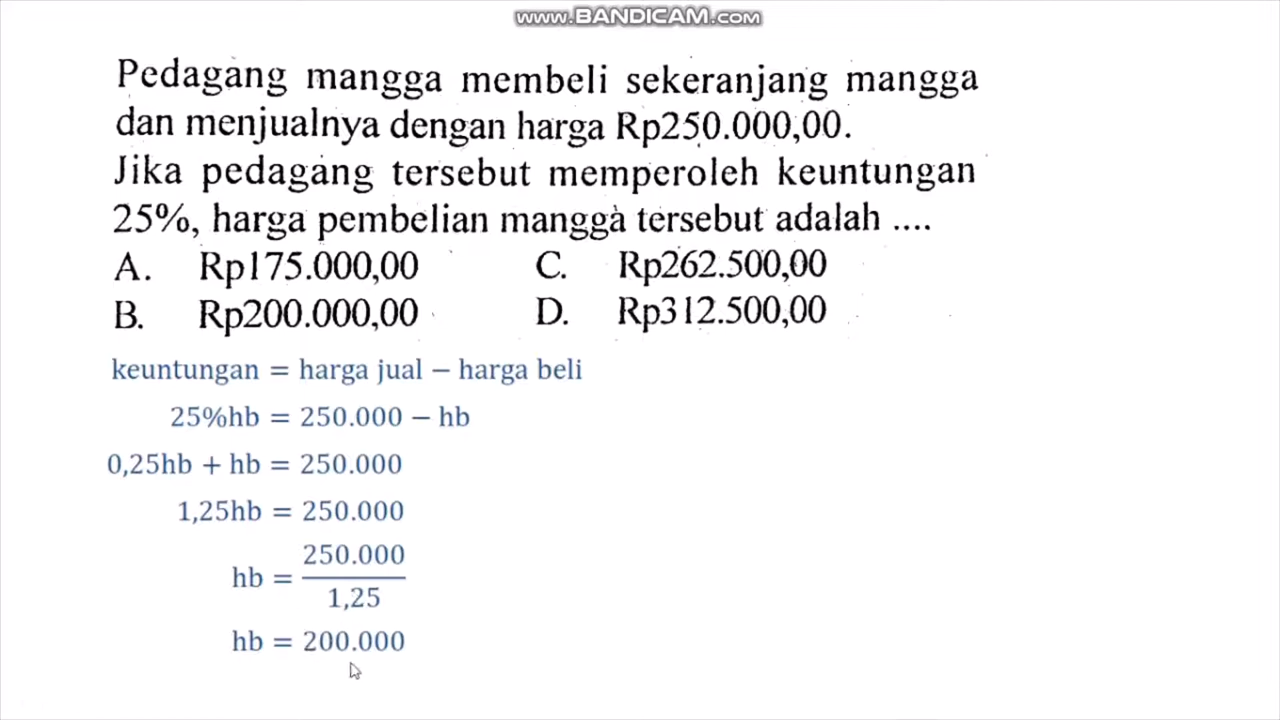 www.BANDICAM.com
Pedagang mangga membeli sekeranjang mangga
dan menjualnya dengan harga Rp250.000,00.
Jika pedagang tersebut memperoleh keuntungan
25%, harga pembelian mangga tersebut adalah ....
A. Rp175.000,00 C. Rp262.500,00
B. Rp200.000,00 D. Rp312.500,00
keuntungan = harga jual − harga beli
25%hb = 250.000 − hb
0,25hb + hb = 250.000
1,25hb = 250.000
hb = 250.000/1,25
hb = 200.000